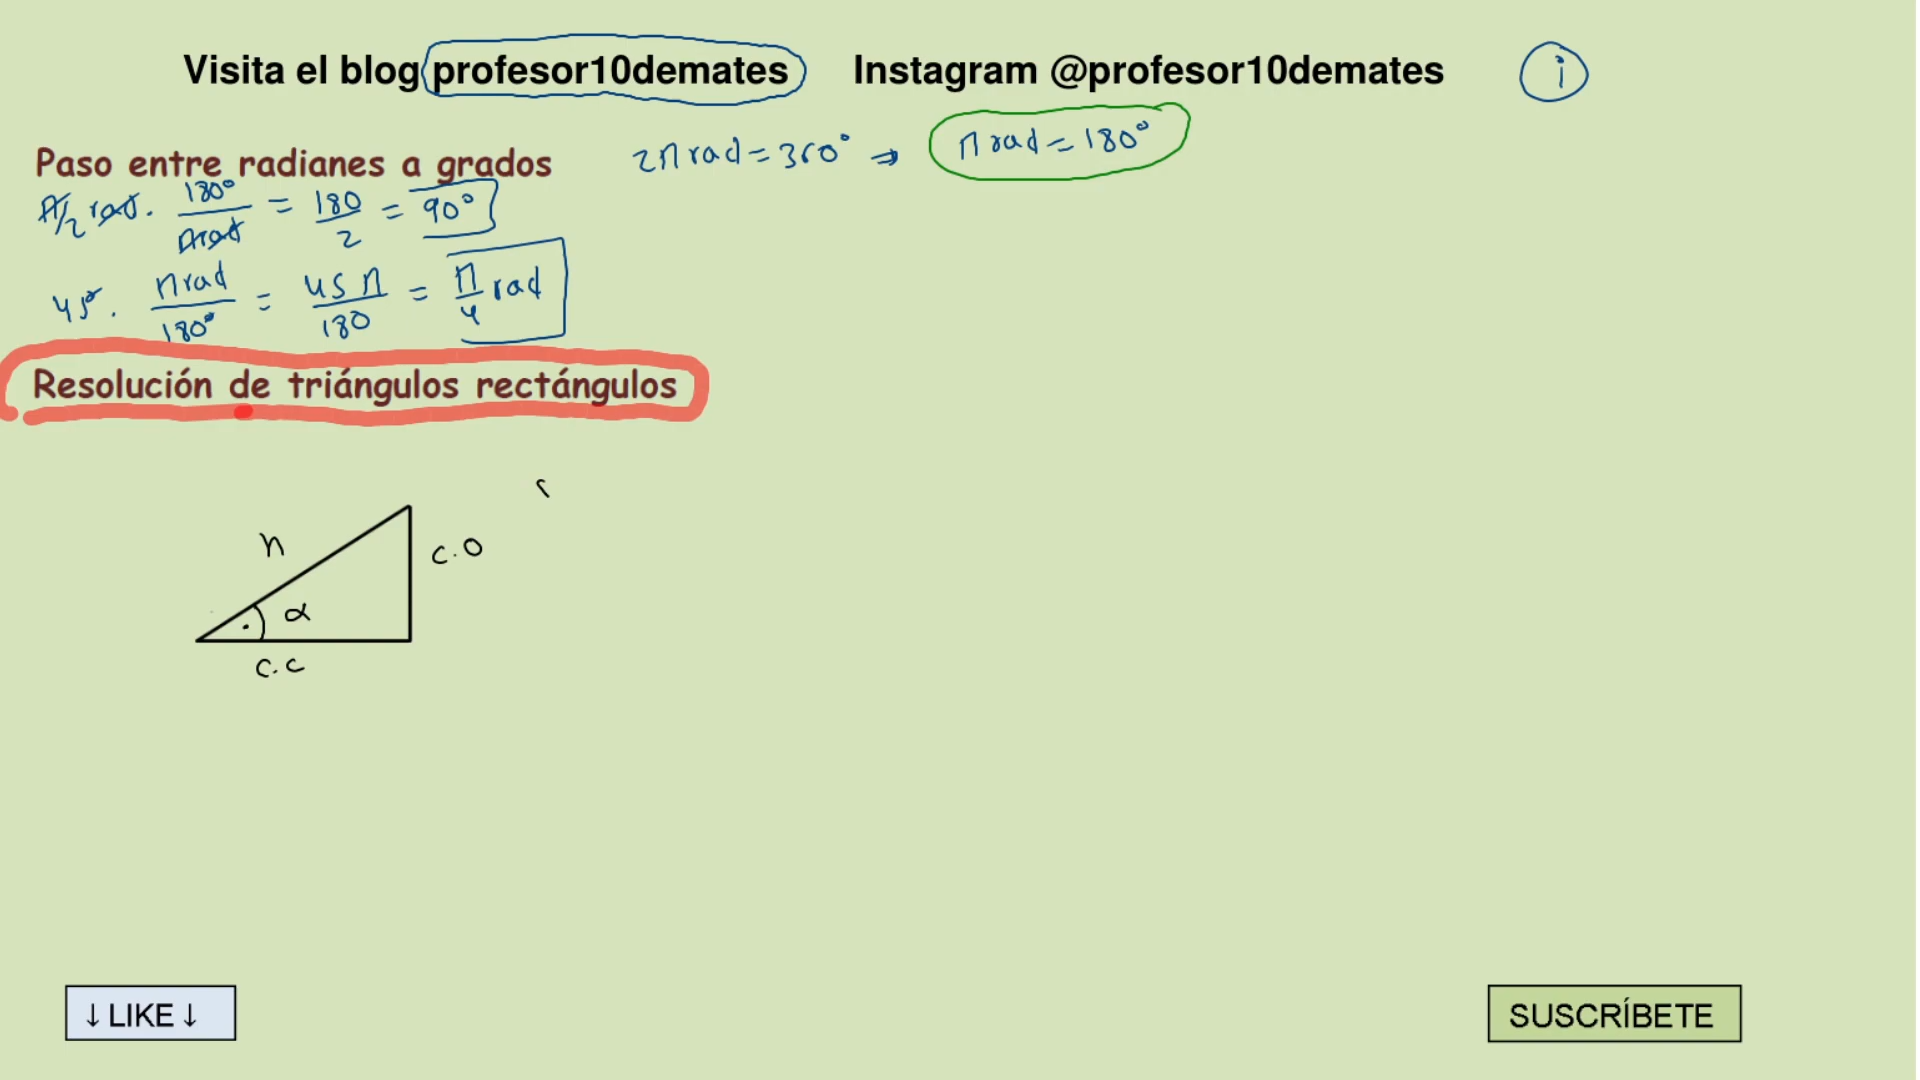 Visita el blog profesor10demates Instagram @profesor10demates i
Paso entre radianes a grados 2π rad = 360° ⇒ π rad = 180°
π/2 rad · 180°/π rad = 180/2 = 90°
45° · π rad/180° = 45 π/180 = π/4 rad
Resolución de triángulos rectángulos
h
c.o
α
c.c
↓ LIKE ↓ SUSCRÍBETE